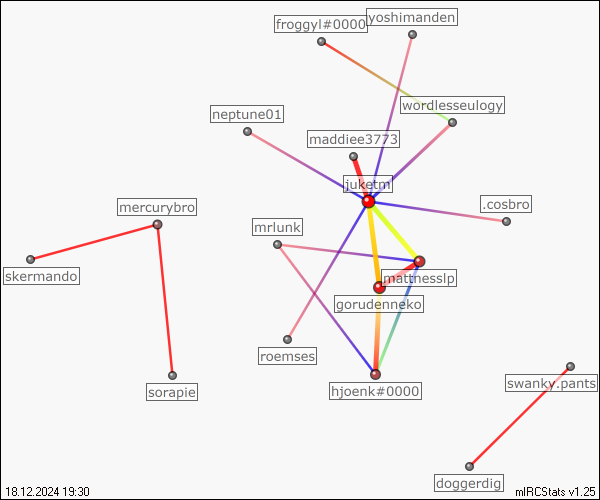 yoshimanden
froggyl#0000
wordlesseulogy
neptune01
maddiee3773
juketm
mercurybro
.cosbro
mrlunk
skermando
mattnesslp
gorudenneko
roemses
swanky.pants
sorapie
hjoenk#0000
doggerdig
18.12.2024 19:30
mIRCStats v1.25